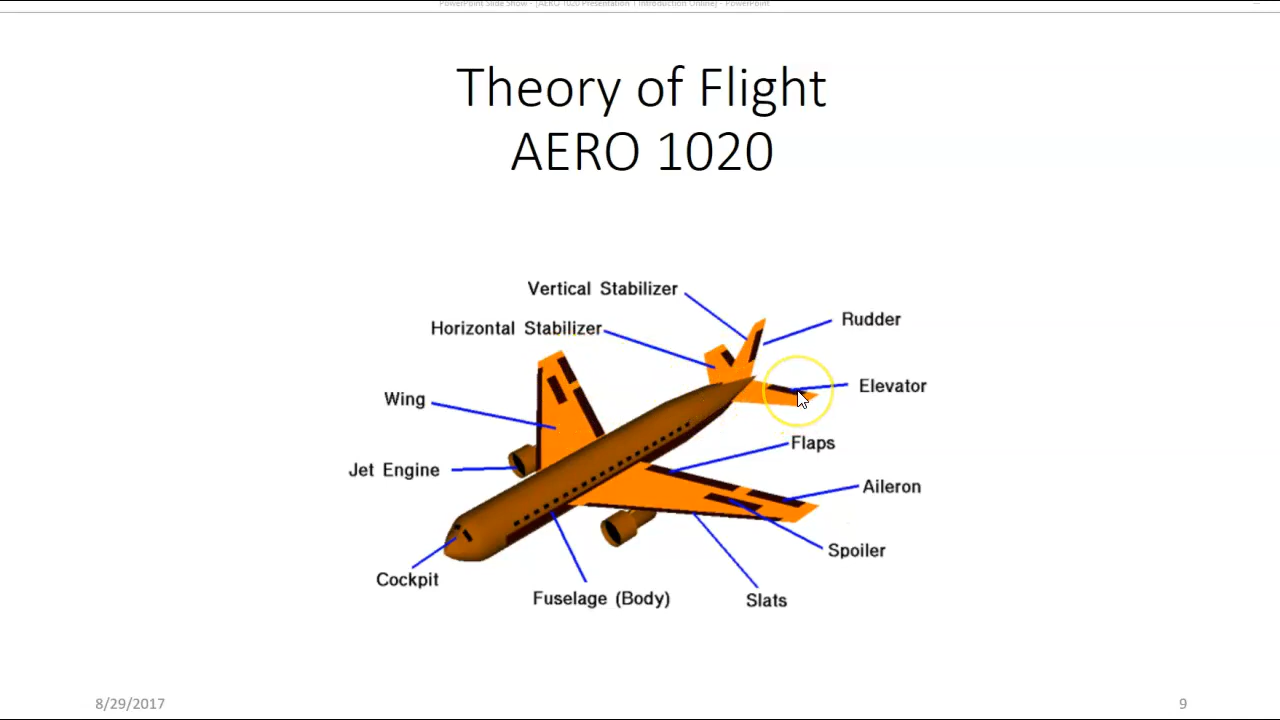 PowerPoint Slide Show - [AERO 1020 Presentation 1 Introduction Online] - PowerPoint
Theory of Flight
AERO 1020
Vertical Stabilizer
Rudder
Horizontal Stabilizer
Elevator
Wing
Flaps
Jet Engine
Aileron
Spoiler
Cockpit
Fuselage (Body)
Slats
8/29/2017
9